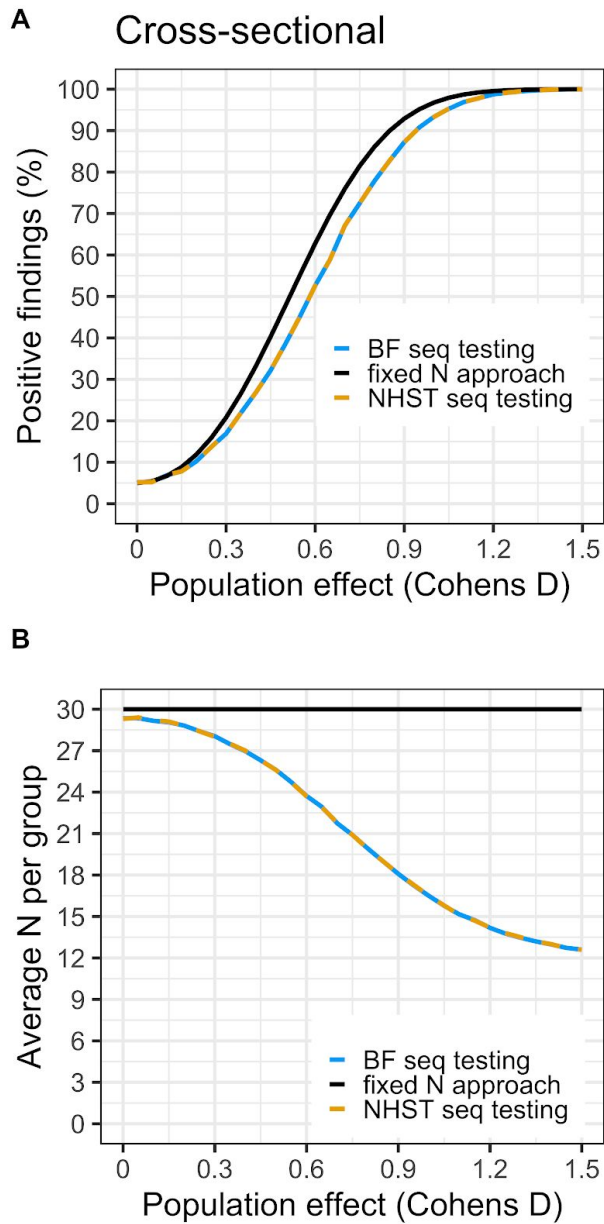 A
Cross-sectional
Positive findings (%)
100
90
80
70
60
50
40
30
20
10
0
BF seq testing
fixed N approach
NHST seq testing
0 0.3 0.6 0.9 1.2 1.5
Population effect (Cohens D)
B
Average N per group
30
27
24
21
18
15
12
9
6
3
0
BF seq testing
fixed N approach
NHST seq testing
0 0.3 0.6 0.9 1.2 1.5
Population effect (Cohens D)